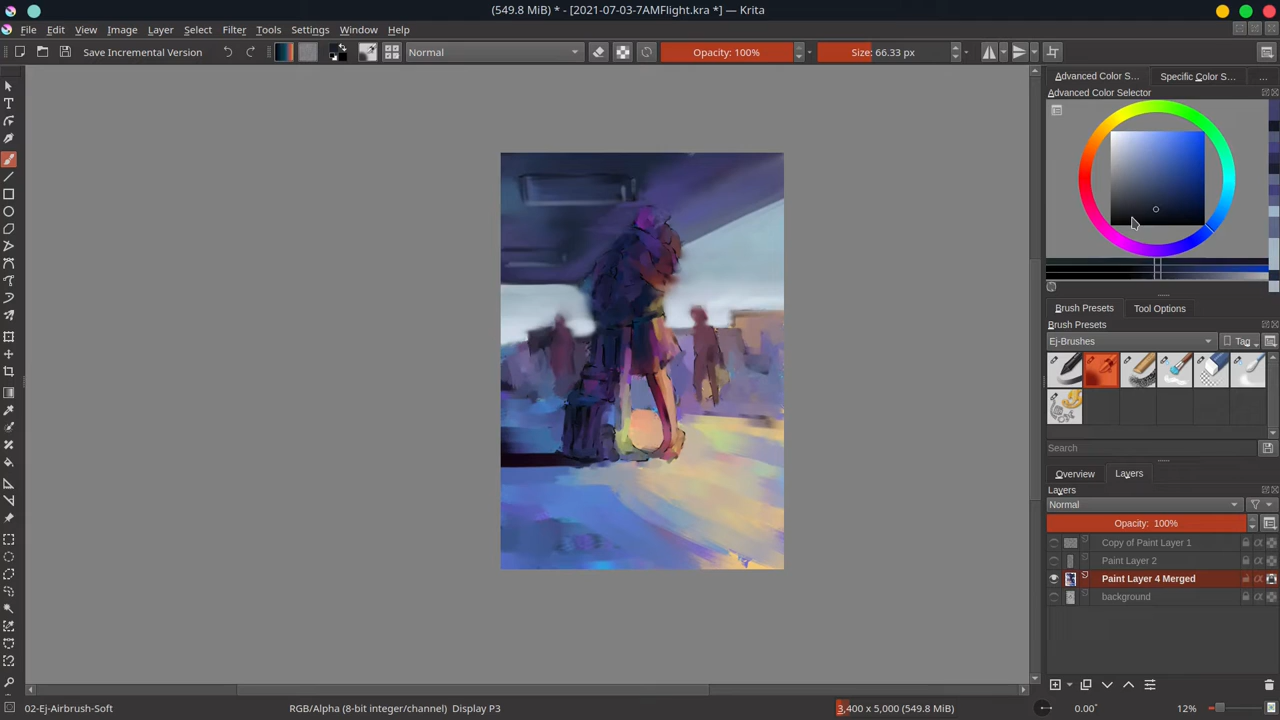 (549.8 MiB) * - [2021-07-03-7AMFlight.kra *] — Krita
File Edit View Image Layer Select Filter Tools Settings Window Help
Save Incremental Version Normal Opacity: 100% Size: 66.33 px
Advanced Color S... Specific Color S... ...
Advanced Color Selector
Brush Presets Tool Options
Brush Presets
Ej-Brushes Tag
Search
Overview Layers
Layers
Normal
Opacity: 100%
Copy of Paint Layer 1
Paint Layer 2
Paint Layer 4 Merged
background
02-Ej-Airbrush-Soft RGB/Alpha (8-bit integer/channel) Display P3 3,400 x 5,000 (549.8 MiB) 0.00° 12%